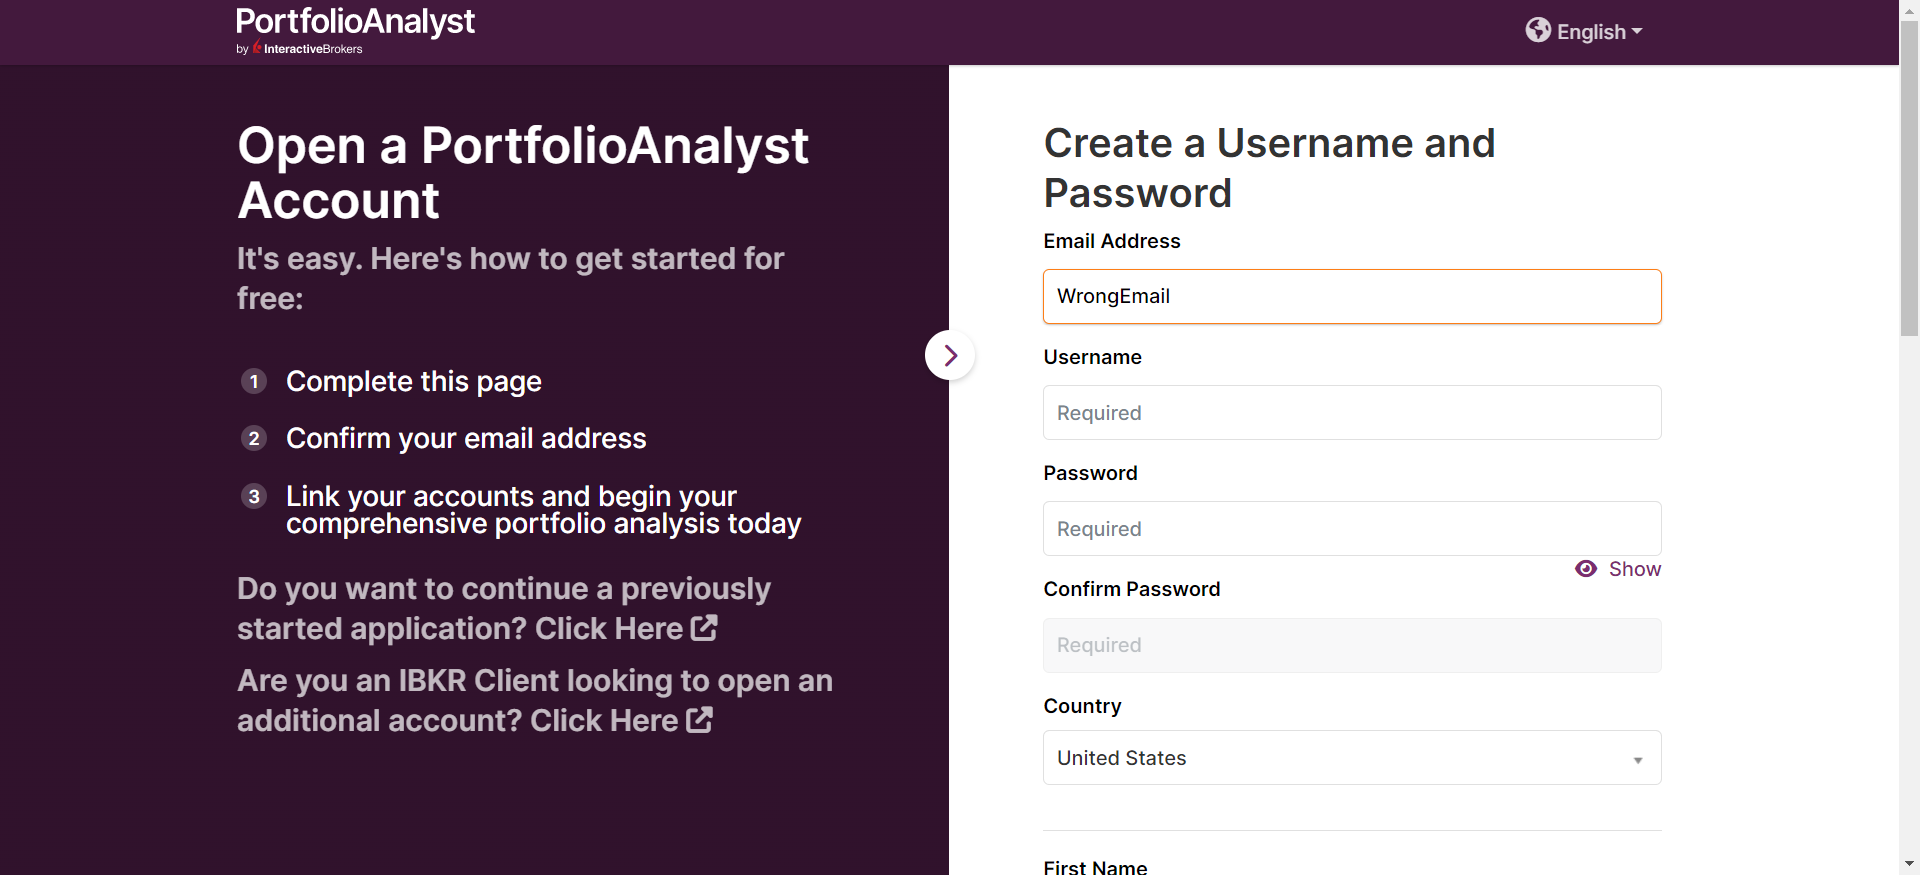 PortfolioAnalyst
by InteractiveBrokers
English
Open a PortfolioAnalyst
Account
It's easy. Here's how to get started for
free:
1 Complete this page
2 Confirm your email address
3 Link your accounts and begin your
comprehensive portfolio analysis today
Do you want to continue a previously
started application? Click Here
Are you an IBKR Client looking to open an
additional account? Click Here
Create a Username and
Password
Email Address
WrongEmail
Username
Required
Password
Required
Show
Confirm Password
Required
Country
United States
First Name